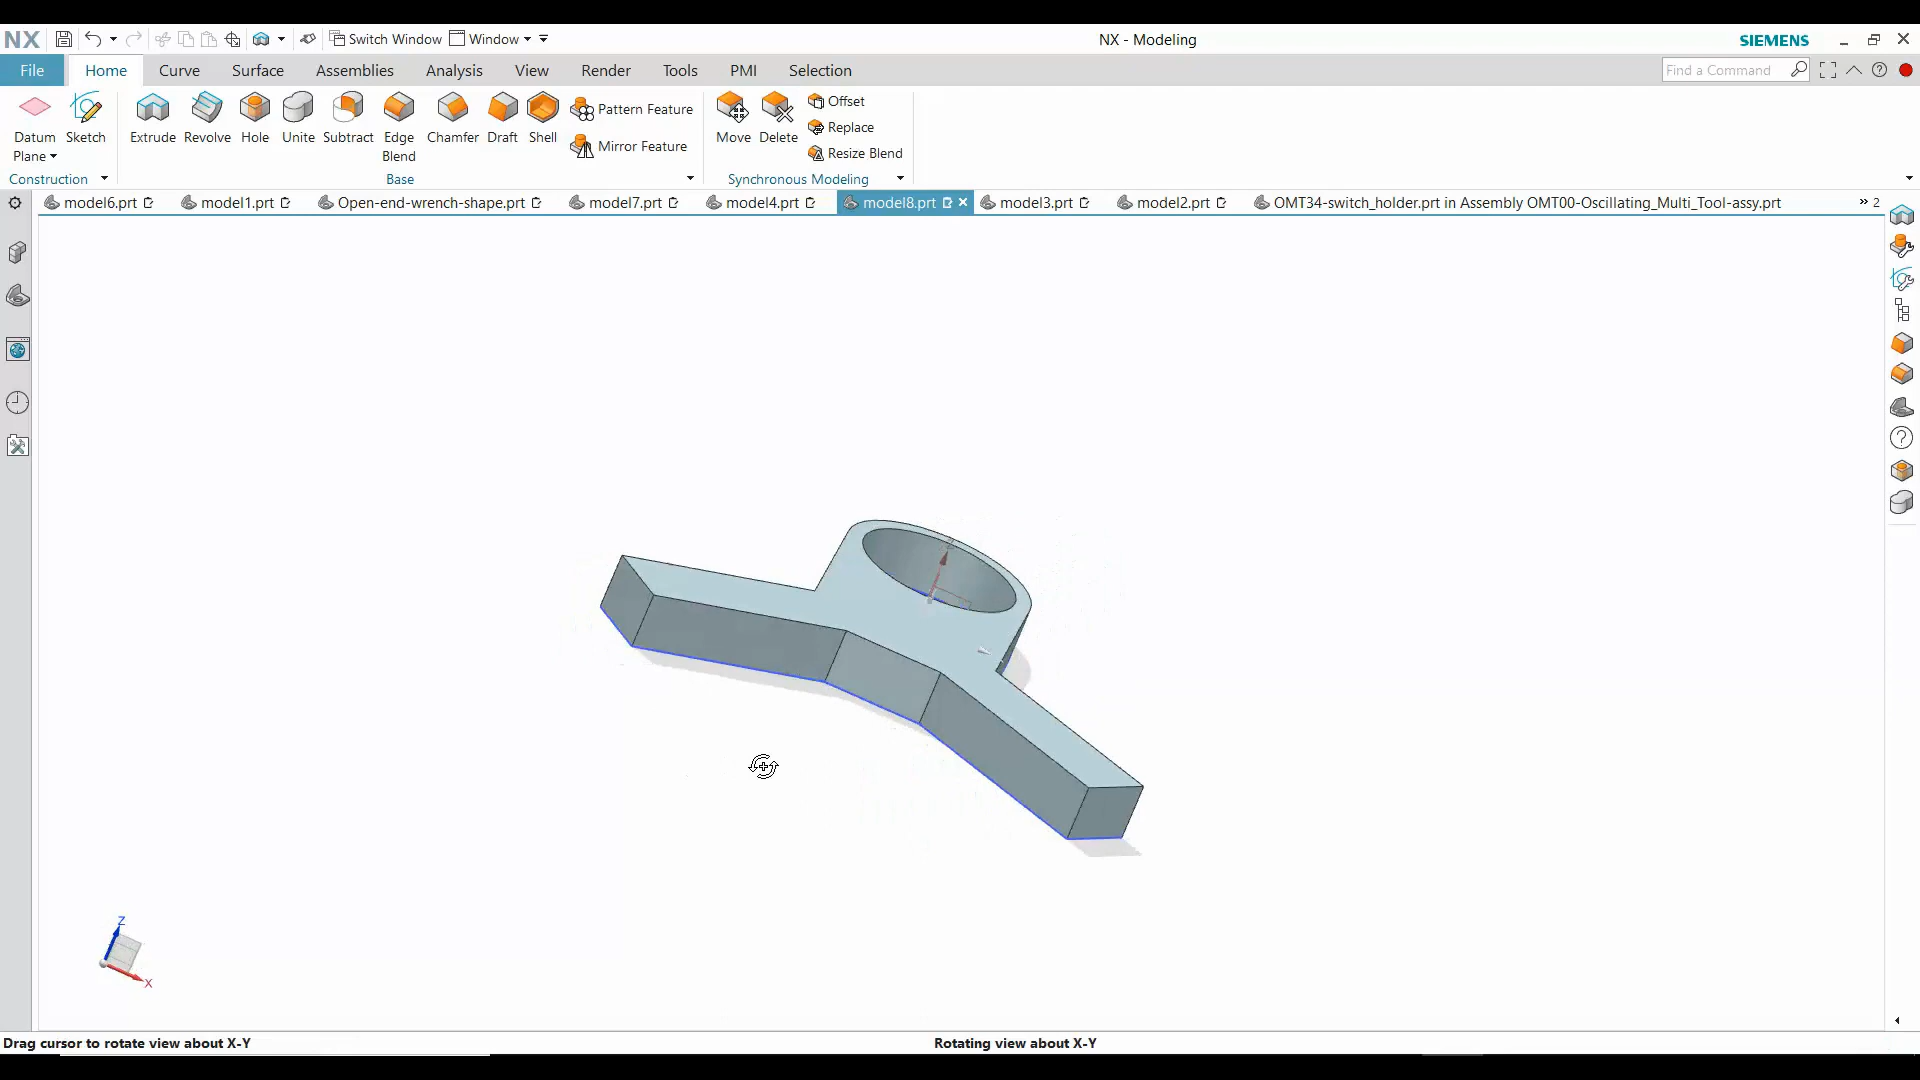 NX Switch Window Window NX - Modeling SIEMENS
File Home Curve Surface Assemblies Analysis View Render Tools PMI Selection Find a Command
Datum Plane Sketch Extrude Revolve Hole Unite Subtract Edge Blend Chamfer Draft Shell Pattern Feature Mirror Feature Move Delete Offset Replace Resize Blend
Construction Base Synchronous Modeling
model6.prt model1.prt Open-end-wrench-shape.prt model7.prt model4.prt model8.prt model3.prt model2.prt OMT34-switch_holder.prt in Assembly OMT00-Oscillating_Multi_Tool-assy.prt 2
Z
X
Drag cursor to rotate view about X-Y Rotating view about X-Y